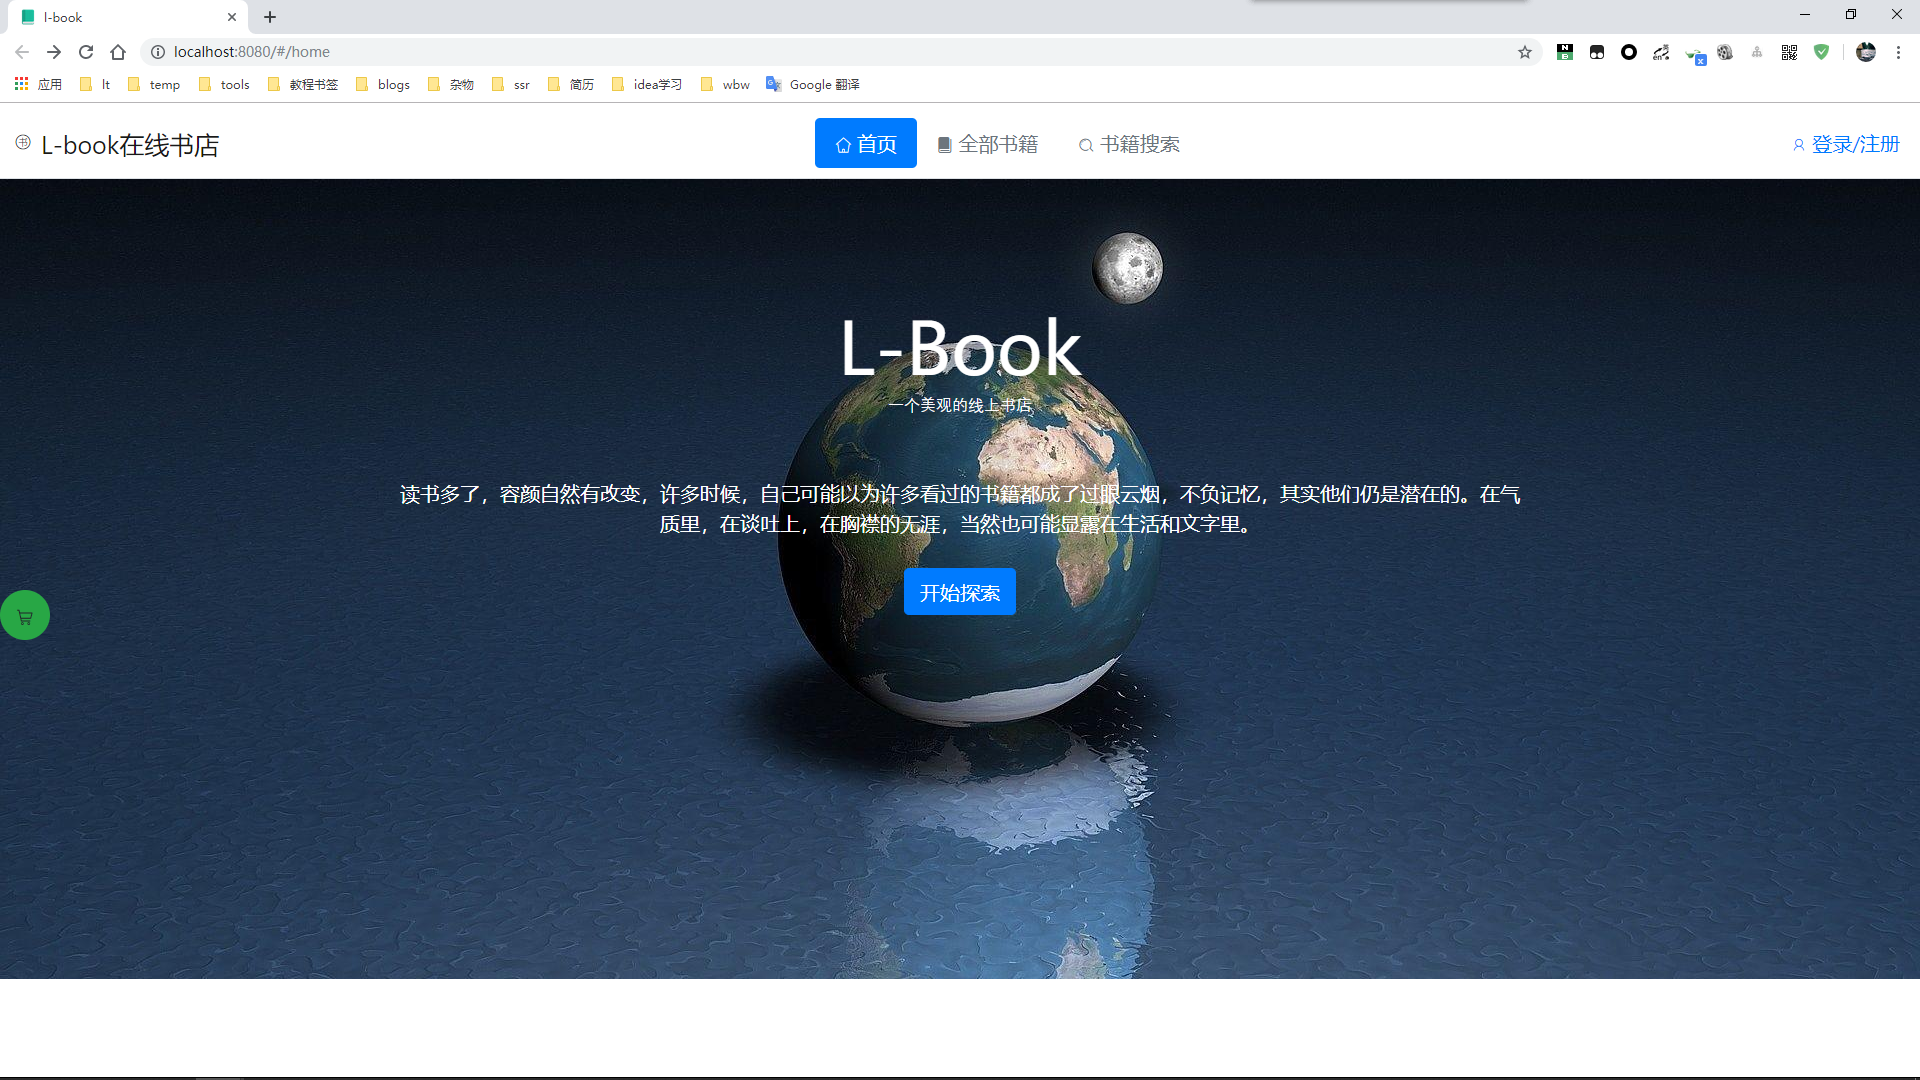 l-book
localhost:8080/#/home
应用 lt temp tools 教程书签 blogs 杂物 ssr 简历 idea学习 wbw Google 翻译
书 L-book在线书店 首页 全部书籍 书籍搜索 登录/注册
L-Book
一个美观的线上书店
读书多了，容颜自然有改变，许多时候，自己可能以为许多看过的书籍都成了过眼云烟，不负记忆，其实他们仍是潜在的。在气
质里，在谈吐上，在胸襟的无涯，当然也可能显露在生活和文字里。
开始探索